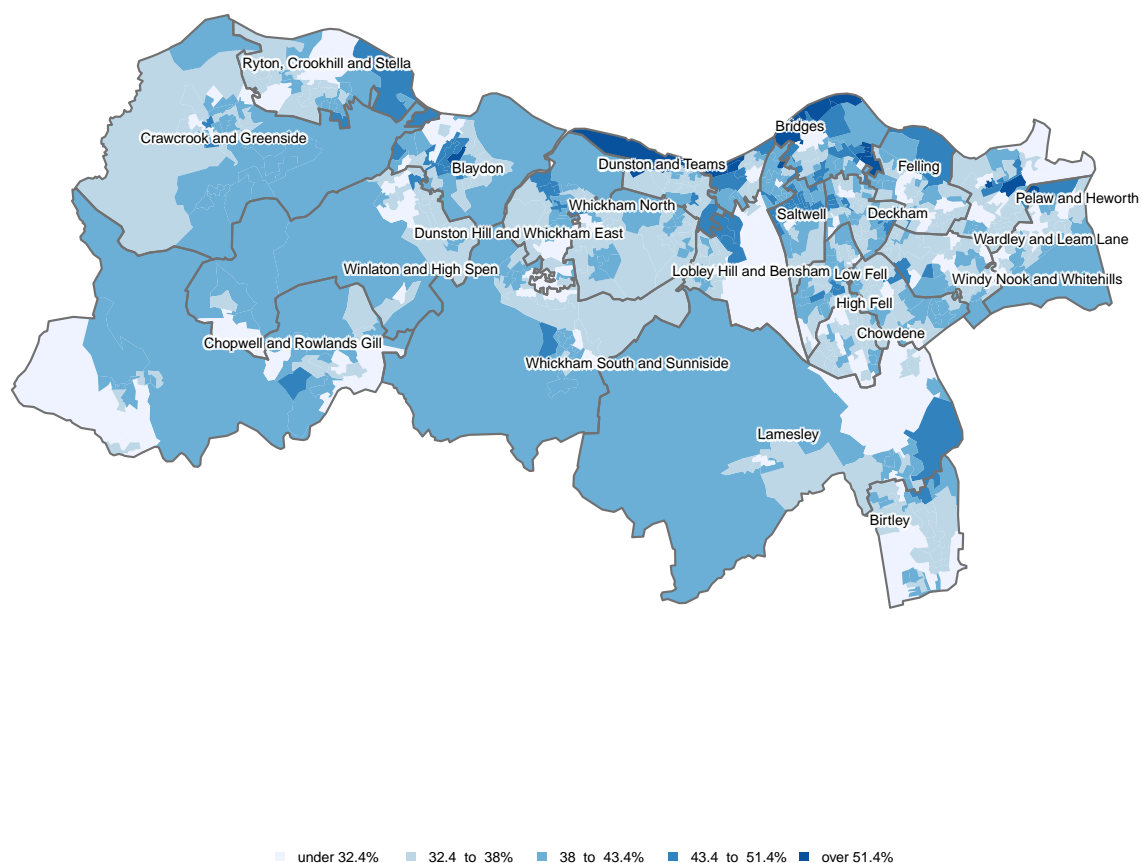 Ryton, Crookhill and Stella
Bridges
Crawcrook and Greenside
Dunston and Teams
Felling
Blaydon
Pelaw and Heworth
Whickham North
Saltwell
Deckham
Dunston Hill and Whickham East
Wardley and Leam Lane
Winlaton and High Spen
Lobley Hill and Bensham
Low Fell
Windy Nook and Whitehills
High Fell
Chowdene
Chopwell and Rowlands Gill
Whickham South and Sunniside
Lamesley
Birtley
under 32.4%
32.4 to 38%
38 to 43.4%
43.4 to 51.4%
over 51.4%